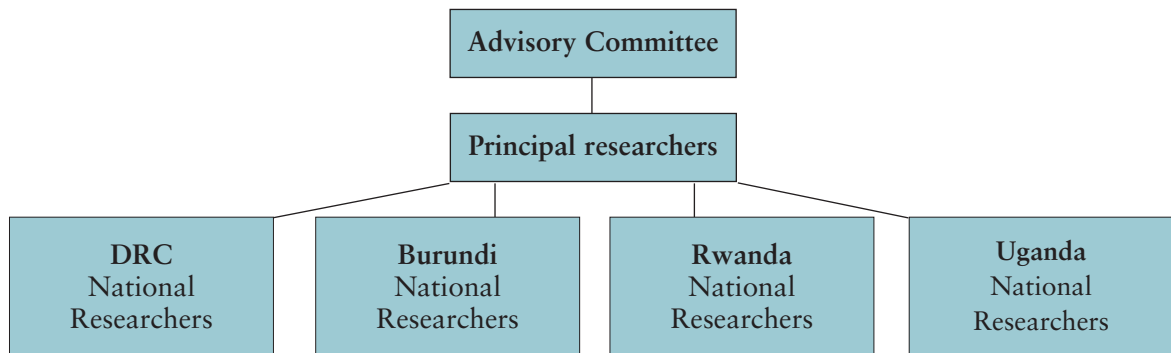 Advisory Committee
Principal researchers
DRC
National
Researchers
Burundi
National
Researchers
Rwanda
National
Researchers
Uganda
National
Researchers